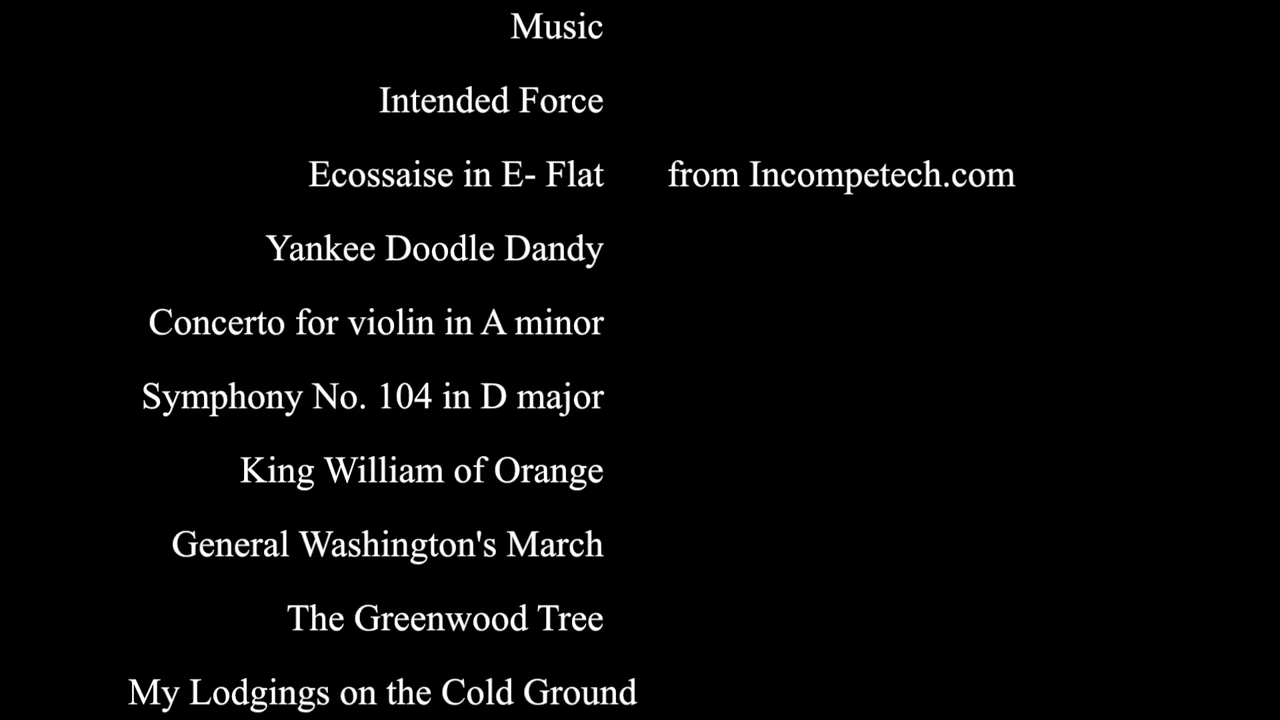 Music
Intended Force
Ecossaise in E- Flat from Incompetech.com
Yankee Doodle Dandy
Concerto for violin in A minor
Symphony No. 104 in D major
King William of Orange
General Washington's March
The Greenwood Tree
My Lodgings on the Cold Ground